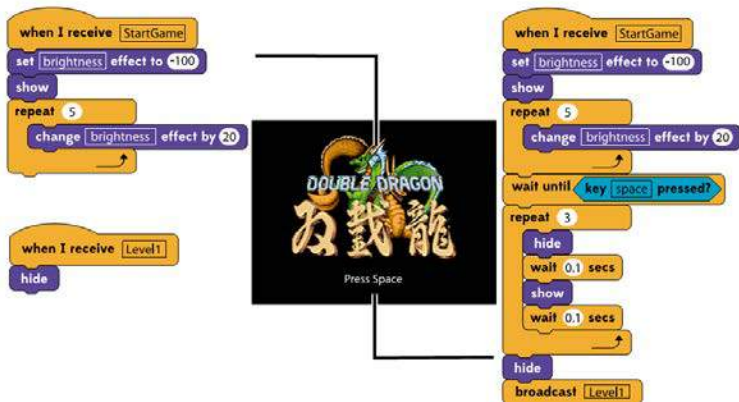 when I receive StartGame
set brightness effect to -100
show
repeat 5
change brightness effect by 20
when I receive Level1
hide
DOUBLE DRAGON
双截龍
Press Space
when I receive StartGame
set brightness effect to -100
show
repeat 5
change brightness effect by 20
wait until key space pressed?
repeat 3
hide
wait 0.1 secs
show
wait 0.1 secs
hide
broadcast Level1